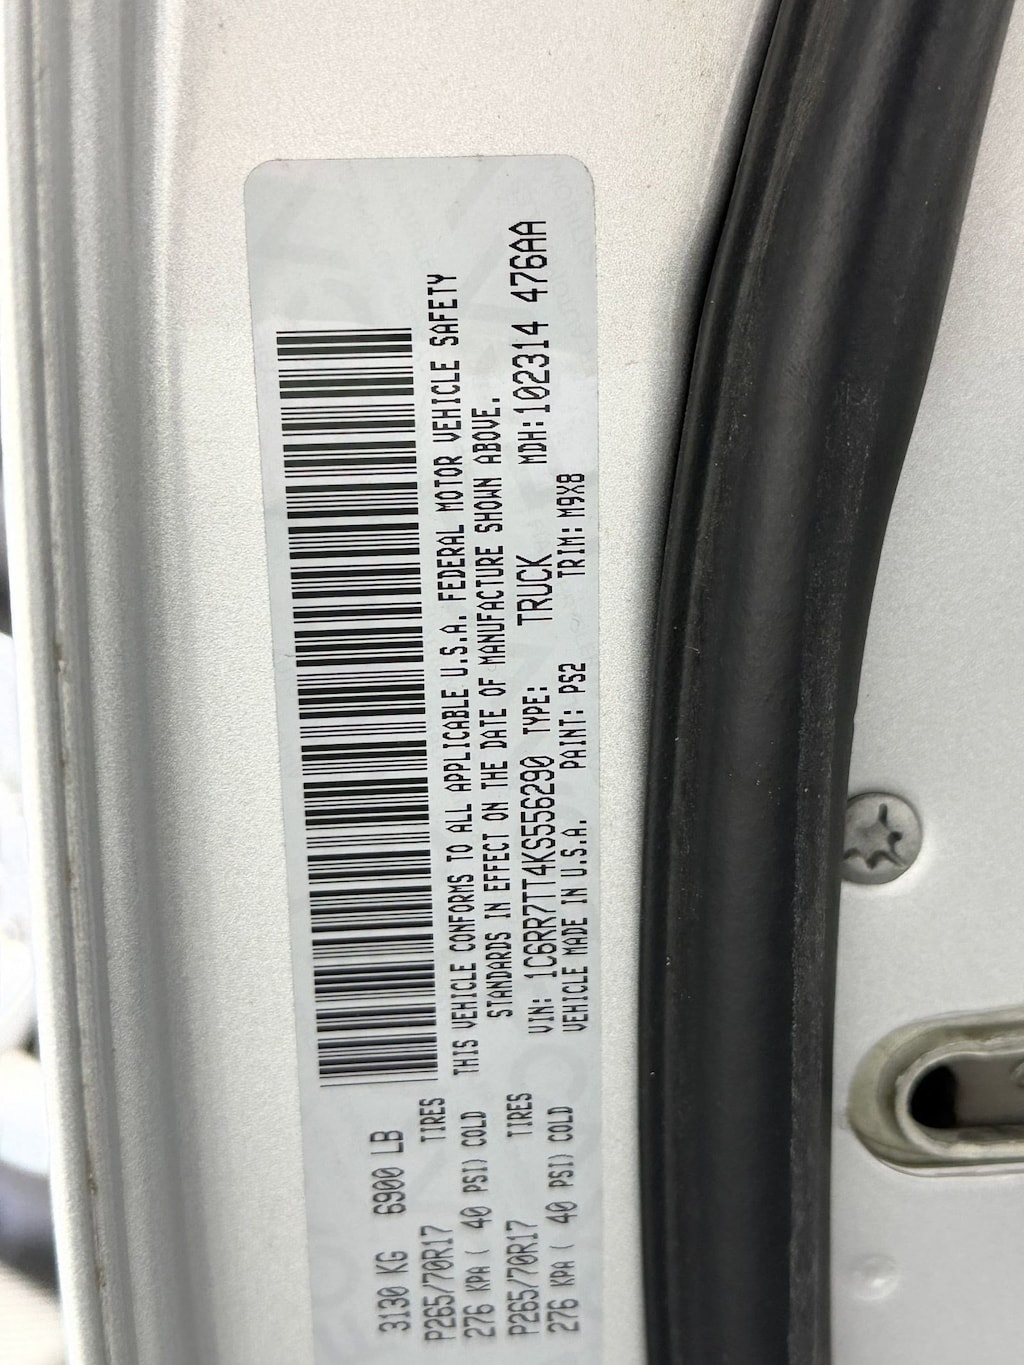 3130 KG 6900 LB
P265/70R17 TIRES
276 KPA ( 40 PSI) COLD
P265/70R17 TIRES
276 KPA ( 40 PSI) COLD
THIS VEHICLE CONFORMS TO ALL APPLICABLE U.S.A. FEDERAL MOTOR VEHICLE SAFETY
STANDARDS IN EFFECT ON THE DATE OF MANUFACTURE SHOWN ABOVE.
VIN: 1C6RR7TT4KS556290 TYPE: TRUCK MDH:102314 476AA
VEHICLE MADE IN U.S.A. PAINT: PS2 TRIM: M9X8